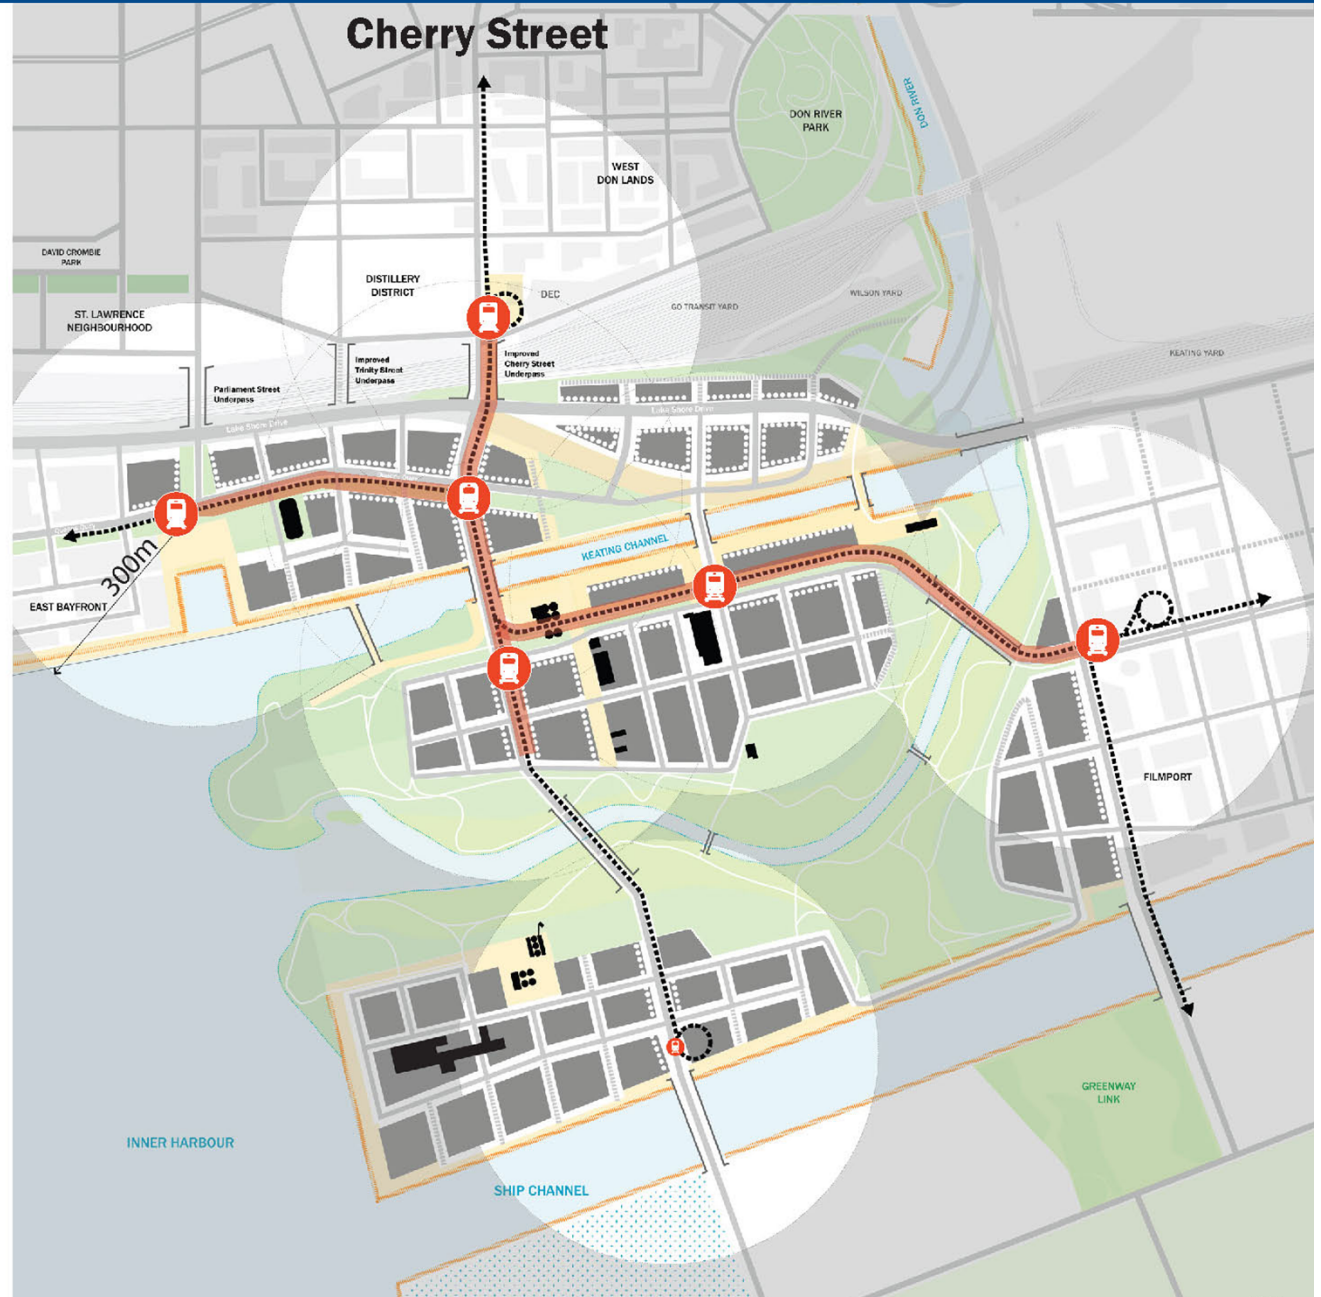 Cherry Street
DON RIVER
PARK
DON RIVER
WEST
DON LANDS
DAVID CROMBIE
PARK
DISTILLERY
DISTRICT
DEC
GO TRANSIT YARD
WILSON YARD
ST. LAWRENCE
NEIGHBOURHOOD
KEATING YARD
Improved
Trinity Street
Underpass
Improved
Cherry Street
Underpass
Parliament Street
Underpass
Lake Shore Drive
Lake Shore Drive
KEATING CHANNEL
300m
EAST BAYFRONT
FILMPORT
GREENWAY
LINK
INNER HARBOUR
SHIP CHANNEL